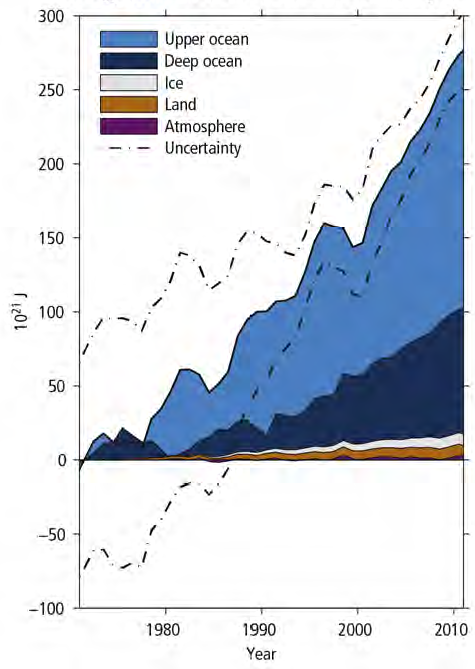 300
250
200
150
100
50
0
−50
−100
10²¹ J
Upper ocean
Deep ocean
Ice
Land
Atmosphere
Uncertainty
1980 1990 2000 2010
Year